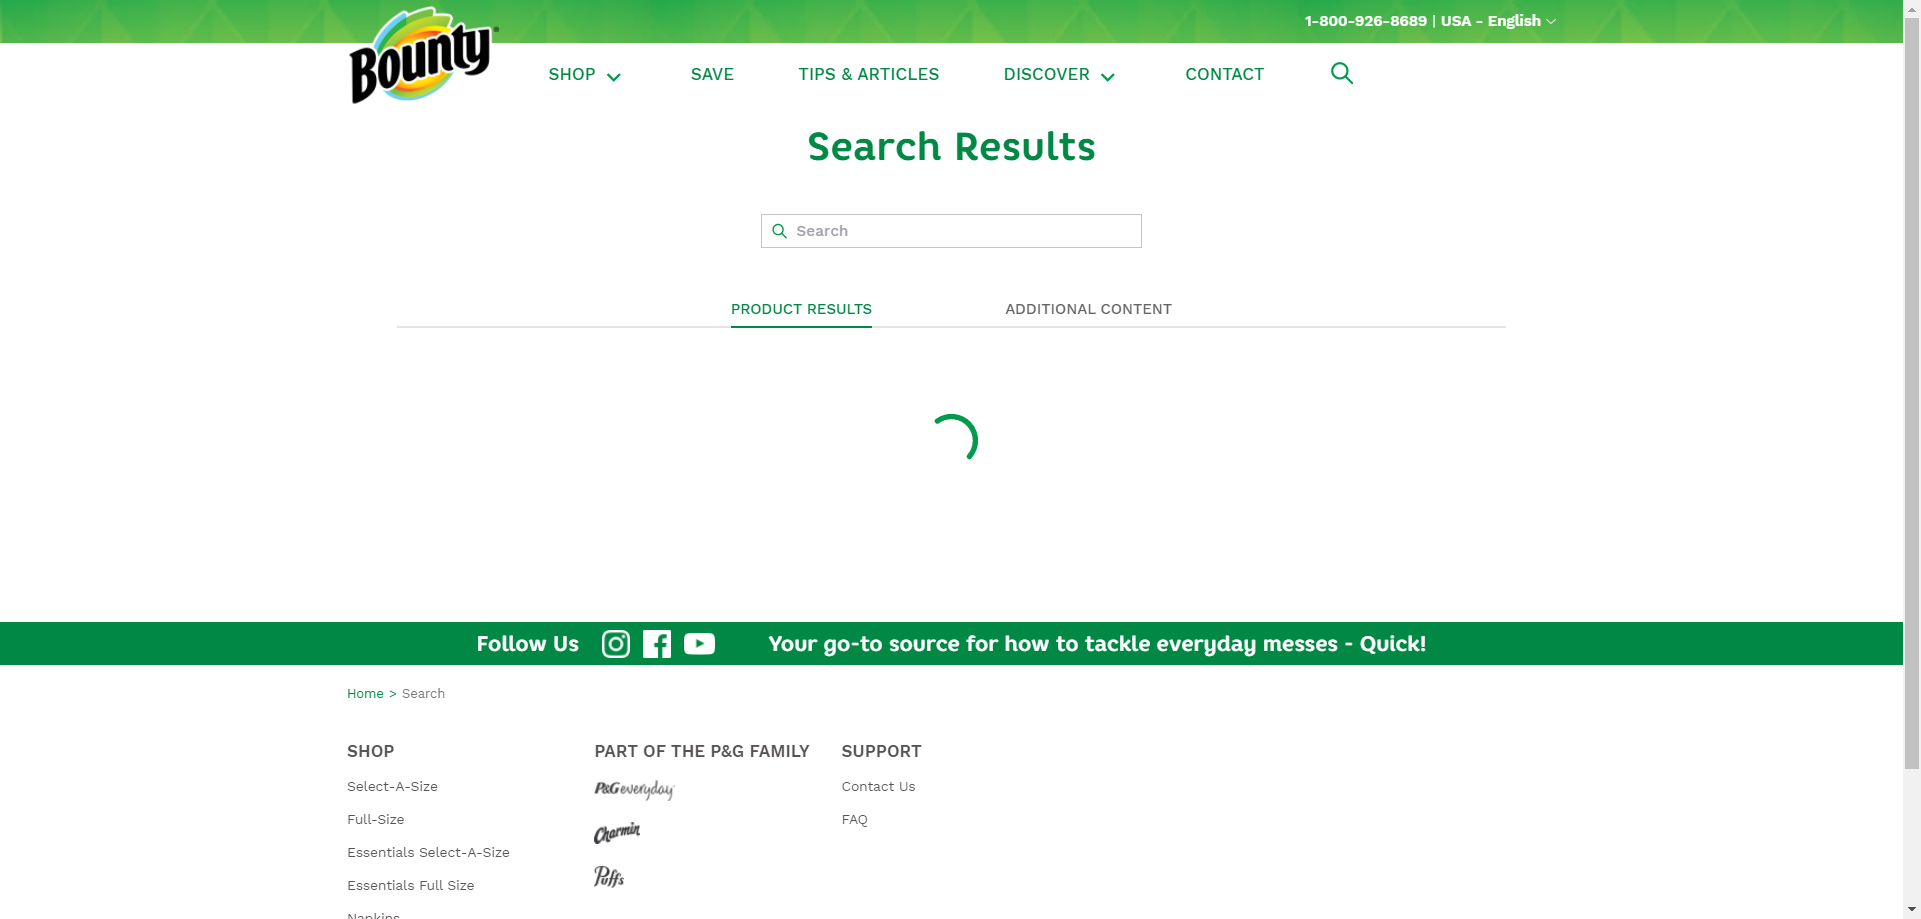 1-800-926-8689 | USA - English
Bounty®
SHOP
SAVE
TIPS & ARTICLES
DISCOVER
CONTACT
Search Results
Search
PRODUCT RESULTS
ADDITIONAL CONTENT
Follow Us
Your go-to source for how to tackle everyday messes - Quick!
Home > Search
SHOP
Select-A-Size
Full-Size
Essentials Select-A-Size
Essentials Full Size
Napkins
PART OF THE P&G FAMILY
P&G everyday
Charmin
Puffs
SUPPORT
Contact Us
FAQ